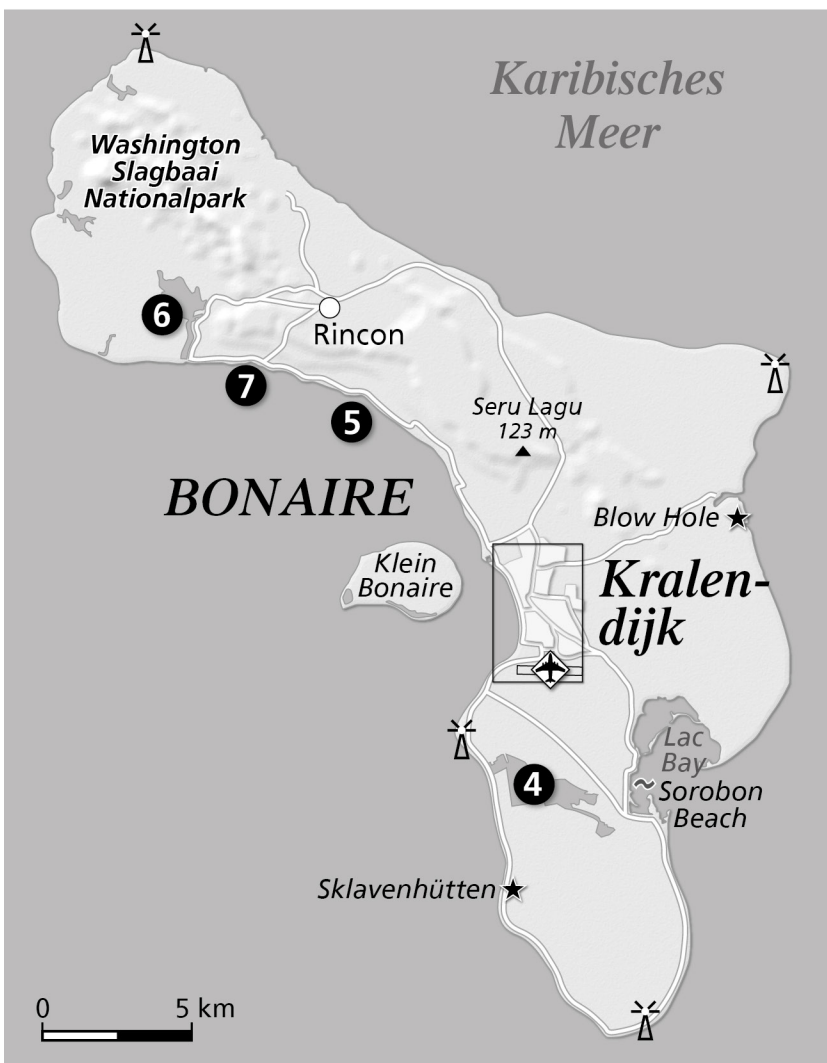 Karibisches
Meer
Washington
Slagbaai
Nationalpark
6
Rincon
7
5
Seru Lagu
123 m
BONAIRE
Blow Hole
Klein
Bonaire
Kralen-
dijk
Lac
Bay
4
Sorobon
Beach
Sklavenhütten
0 5 km